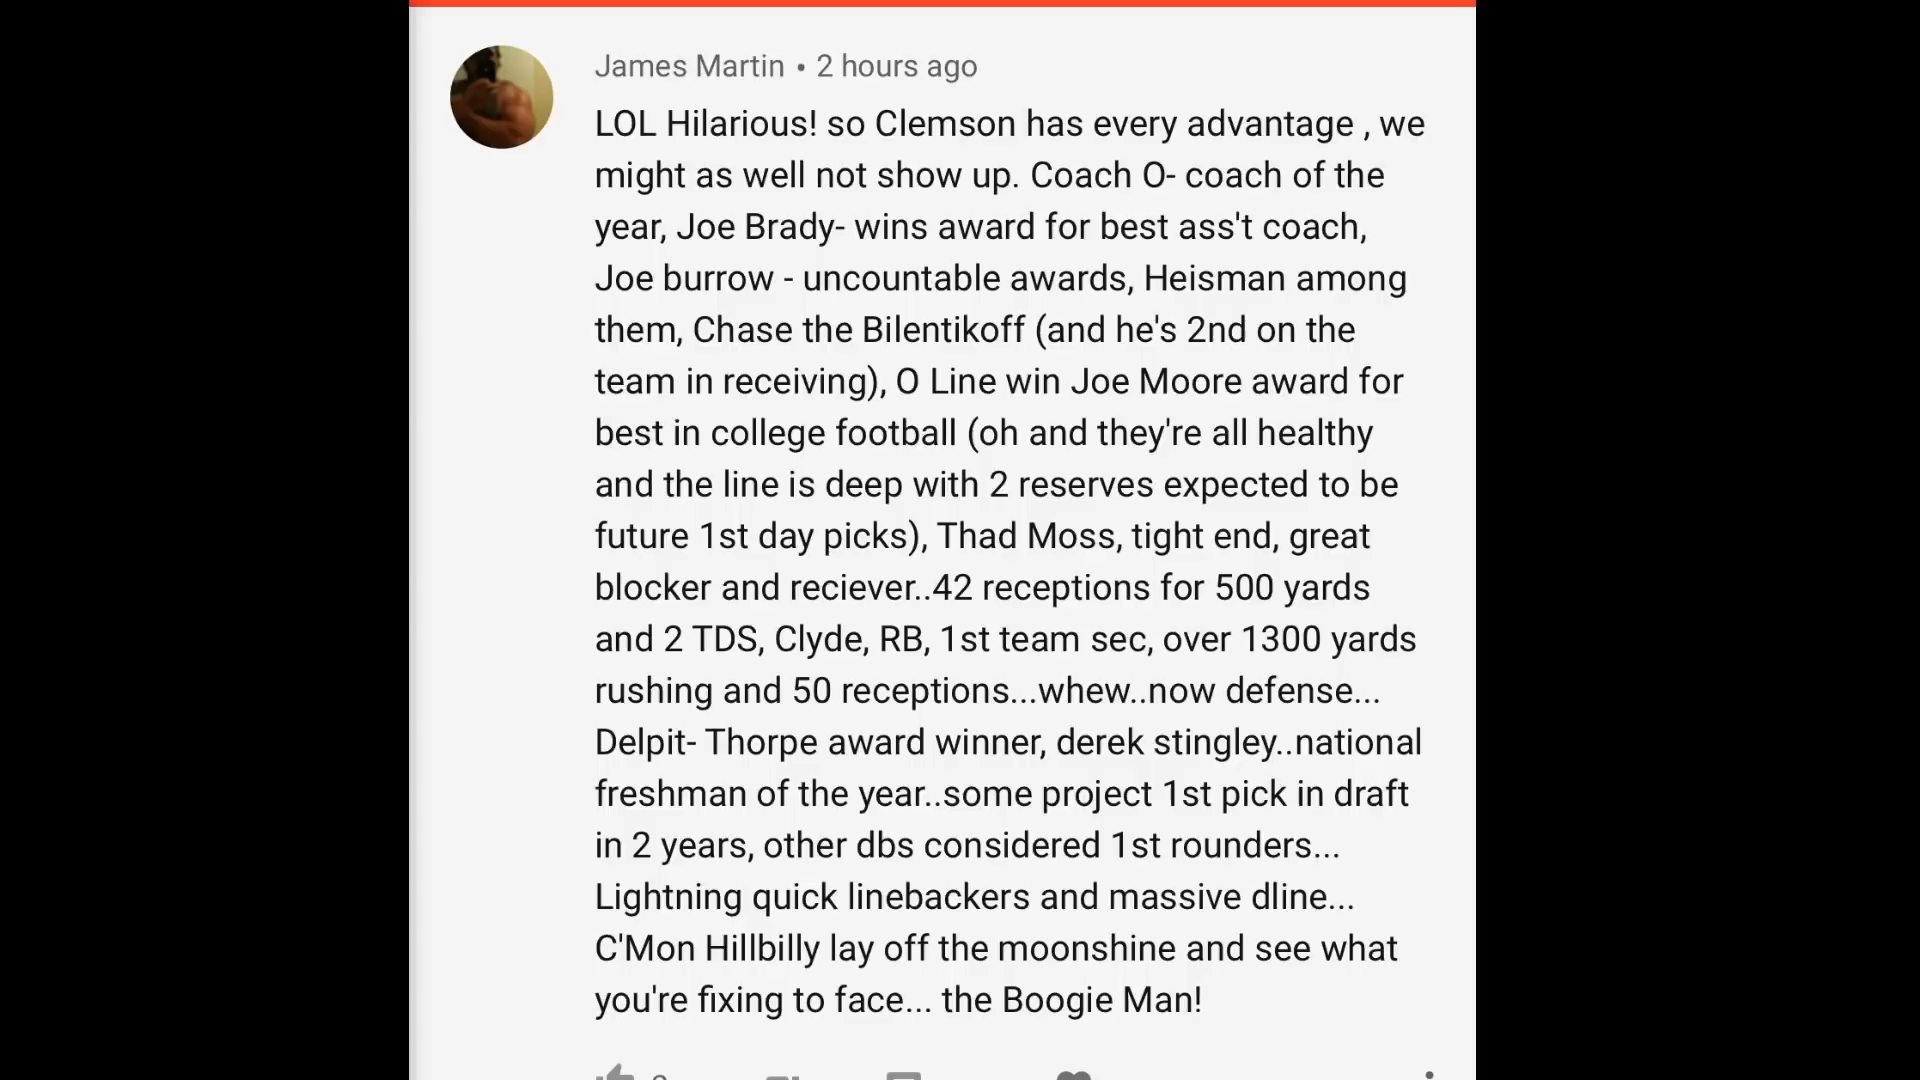 James Martin • 2 hours ago
LOL Hilarious! so Clemson has every advantage , we
might as well not show up. Coach O- coach of the
year, Joe Brady- wins award for best ass't coach,
Joe burrow - uncountable awards, Heisman among
them, Chase the Bilentikoff (and he's 2nd on the
team in receiving), O Line win Joe Moore award for
best in college football (oh and they're all healthy
and the line is deep with 2 reserves expected to be
future 1st day picks), Thad Moss, tight end, great
blocker and reciever..42 receptions for 500 yards
and 2 TDS, Clyde, RB, 1st team sec, over 1300 yards
rushing and 50 receptions...whew..now defense...
Delpit- Thorpe award winner, derek stingley..national
freshman of the year..some project 1st pick in draft
in 2 years, other dbs considered 1st rounders...
Lightning quick linebackers and massive dline...
C'Mon Hillbilly lay off the moonshine and see what
you're fixing to face... the Boogie Man!